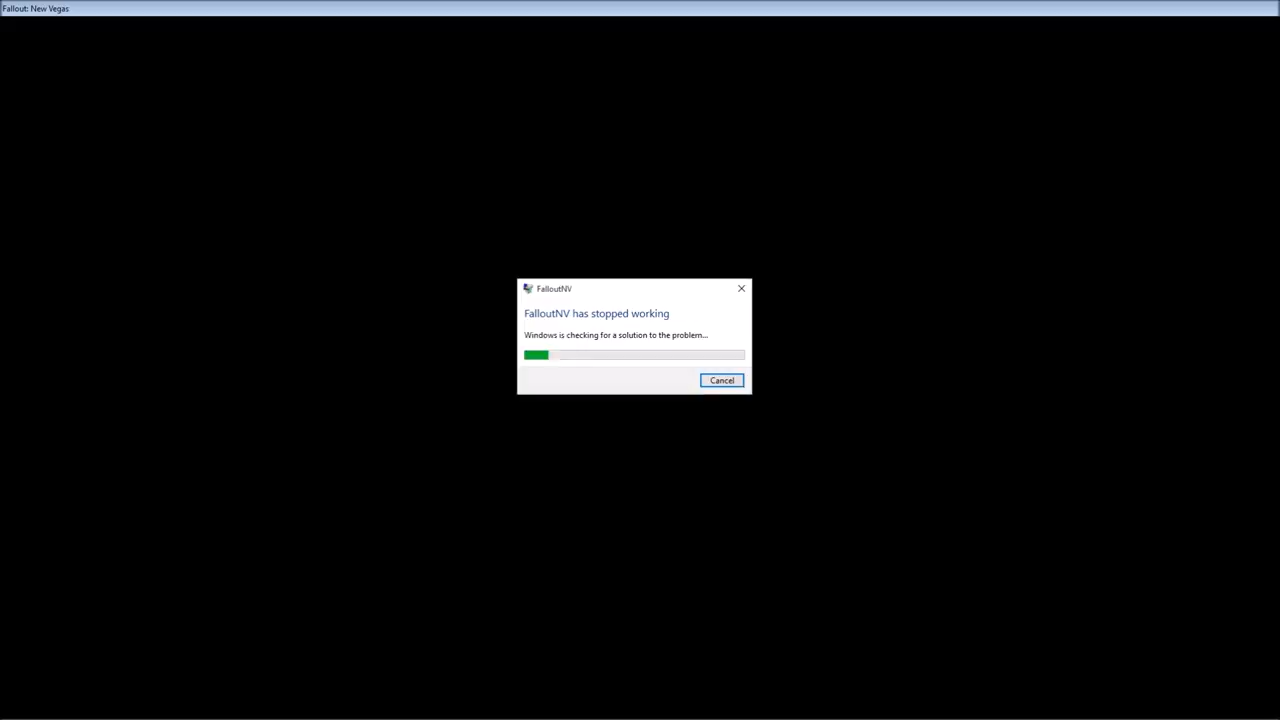 Fallout: New Vegas
FalloutNV
FalloutNV has stopped working
Windows is checking for a solution to the problem...
Cancel